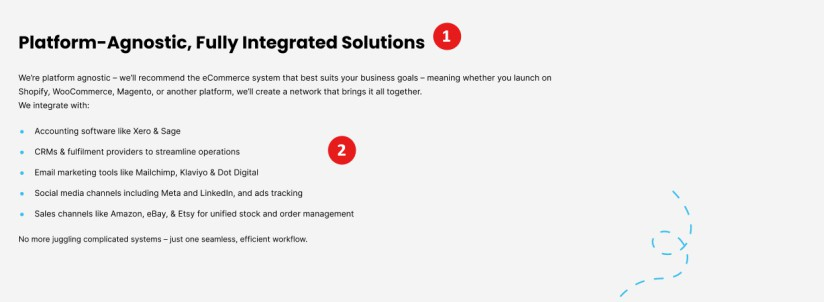 Platform-Agnostic, Fully Integrated Solutions 1
We're platform agnostic – we'll recommend the eCommerce system that best suits your business goals – meaning whether you launch on
Shopify, WooCommerce, Magento, or another platform, we'll create a network that brings it all together.
We integrate with:
• Accounting software like Xero & Sage
• CRMs & fulfilment providers to streamline operations 2
• Email marketing tools like Mailchimp, Klaviyo & Dot Digital
• Social media channels including Meta and LinkedIn, and ads tracking
• Sales channels like Amazon, eBay, & Etsy for unified stock and order management
No more juggling complicated systems – just one seamless, efficient workflow.